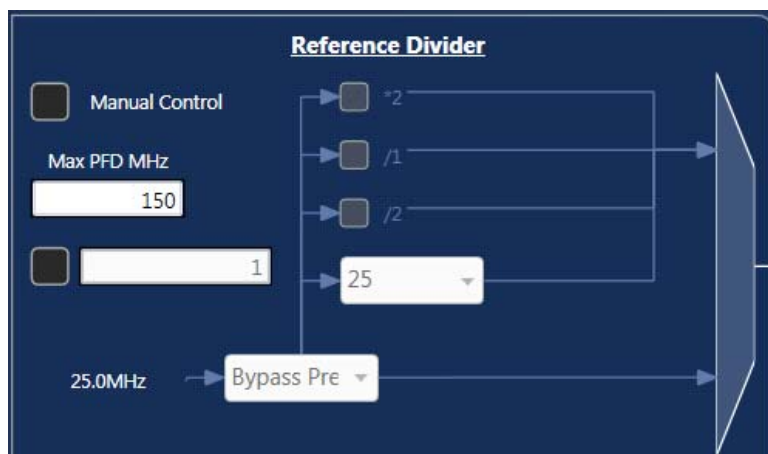 Reference Divider
Manual Control
*2
/1
Max PFD MHz
150
/2
1
25
25.0MHz
Bypass Pre